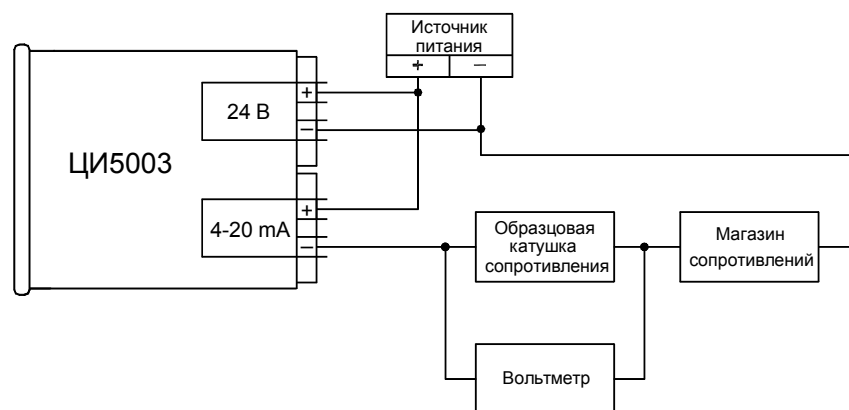 Источник
питания
+ −
+
24 В
−
ЦИ5003
+
4-20 mA
−
Образцовая
катушка
сопротивления
Магазин
сопротивлений
Вольтметр